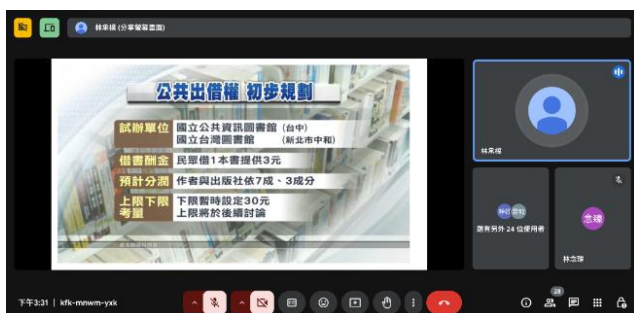 林承楷 (分享螢幕畫面)
公共出借權 初步規劃
試辦單位 國立公共資訊圖書館 (台中)
國立台灣圖書館 (新北市中和)
借書酬金 民眾借1本書提供3元
預計分潤 作者與出版社依7成、3成分
上限下限
考量
下限暫時設定30元
上限將於後續討論
還有另外 24 位使用者
念瑧
林念瑧
下午3:31 | kfk-mnwm-yxk
28